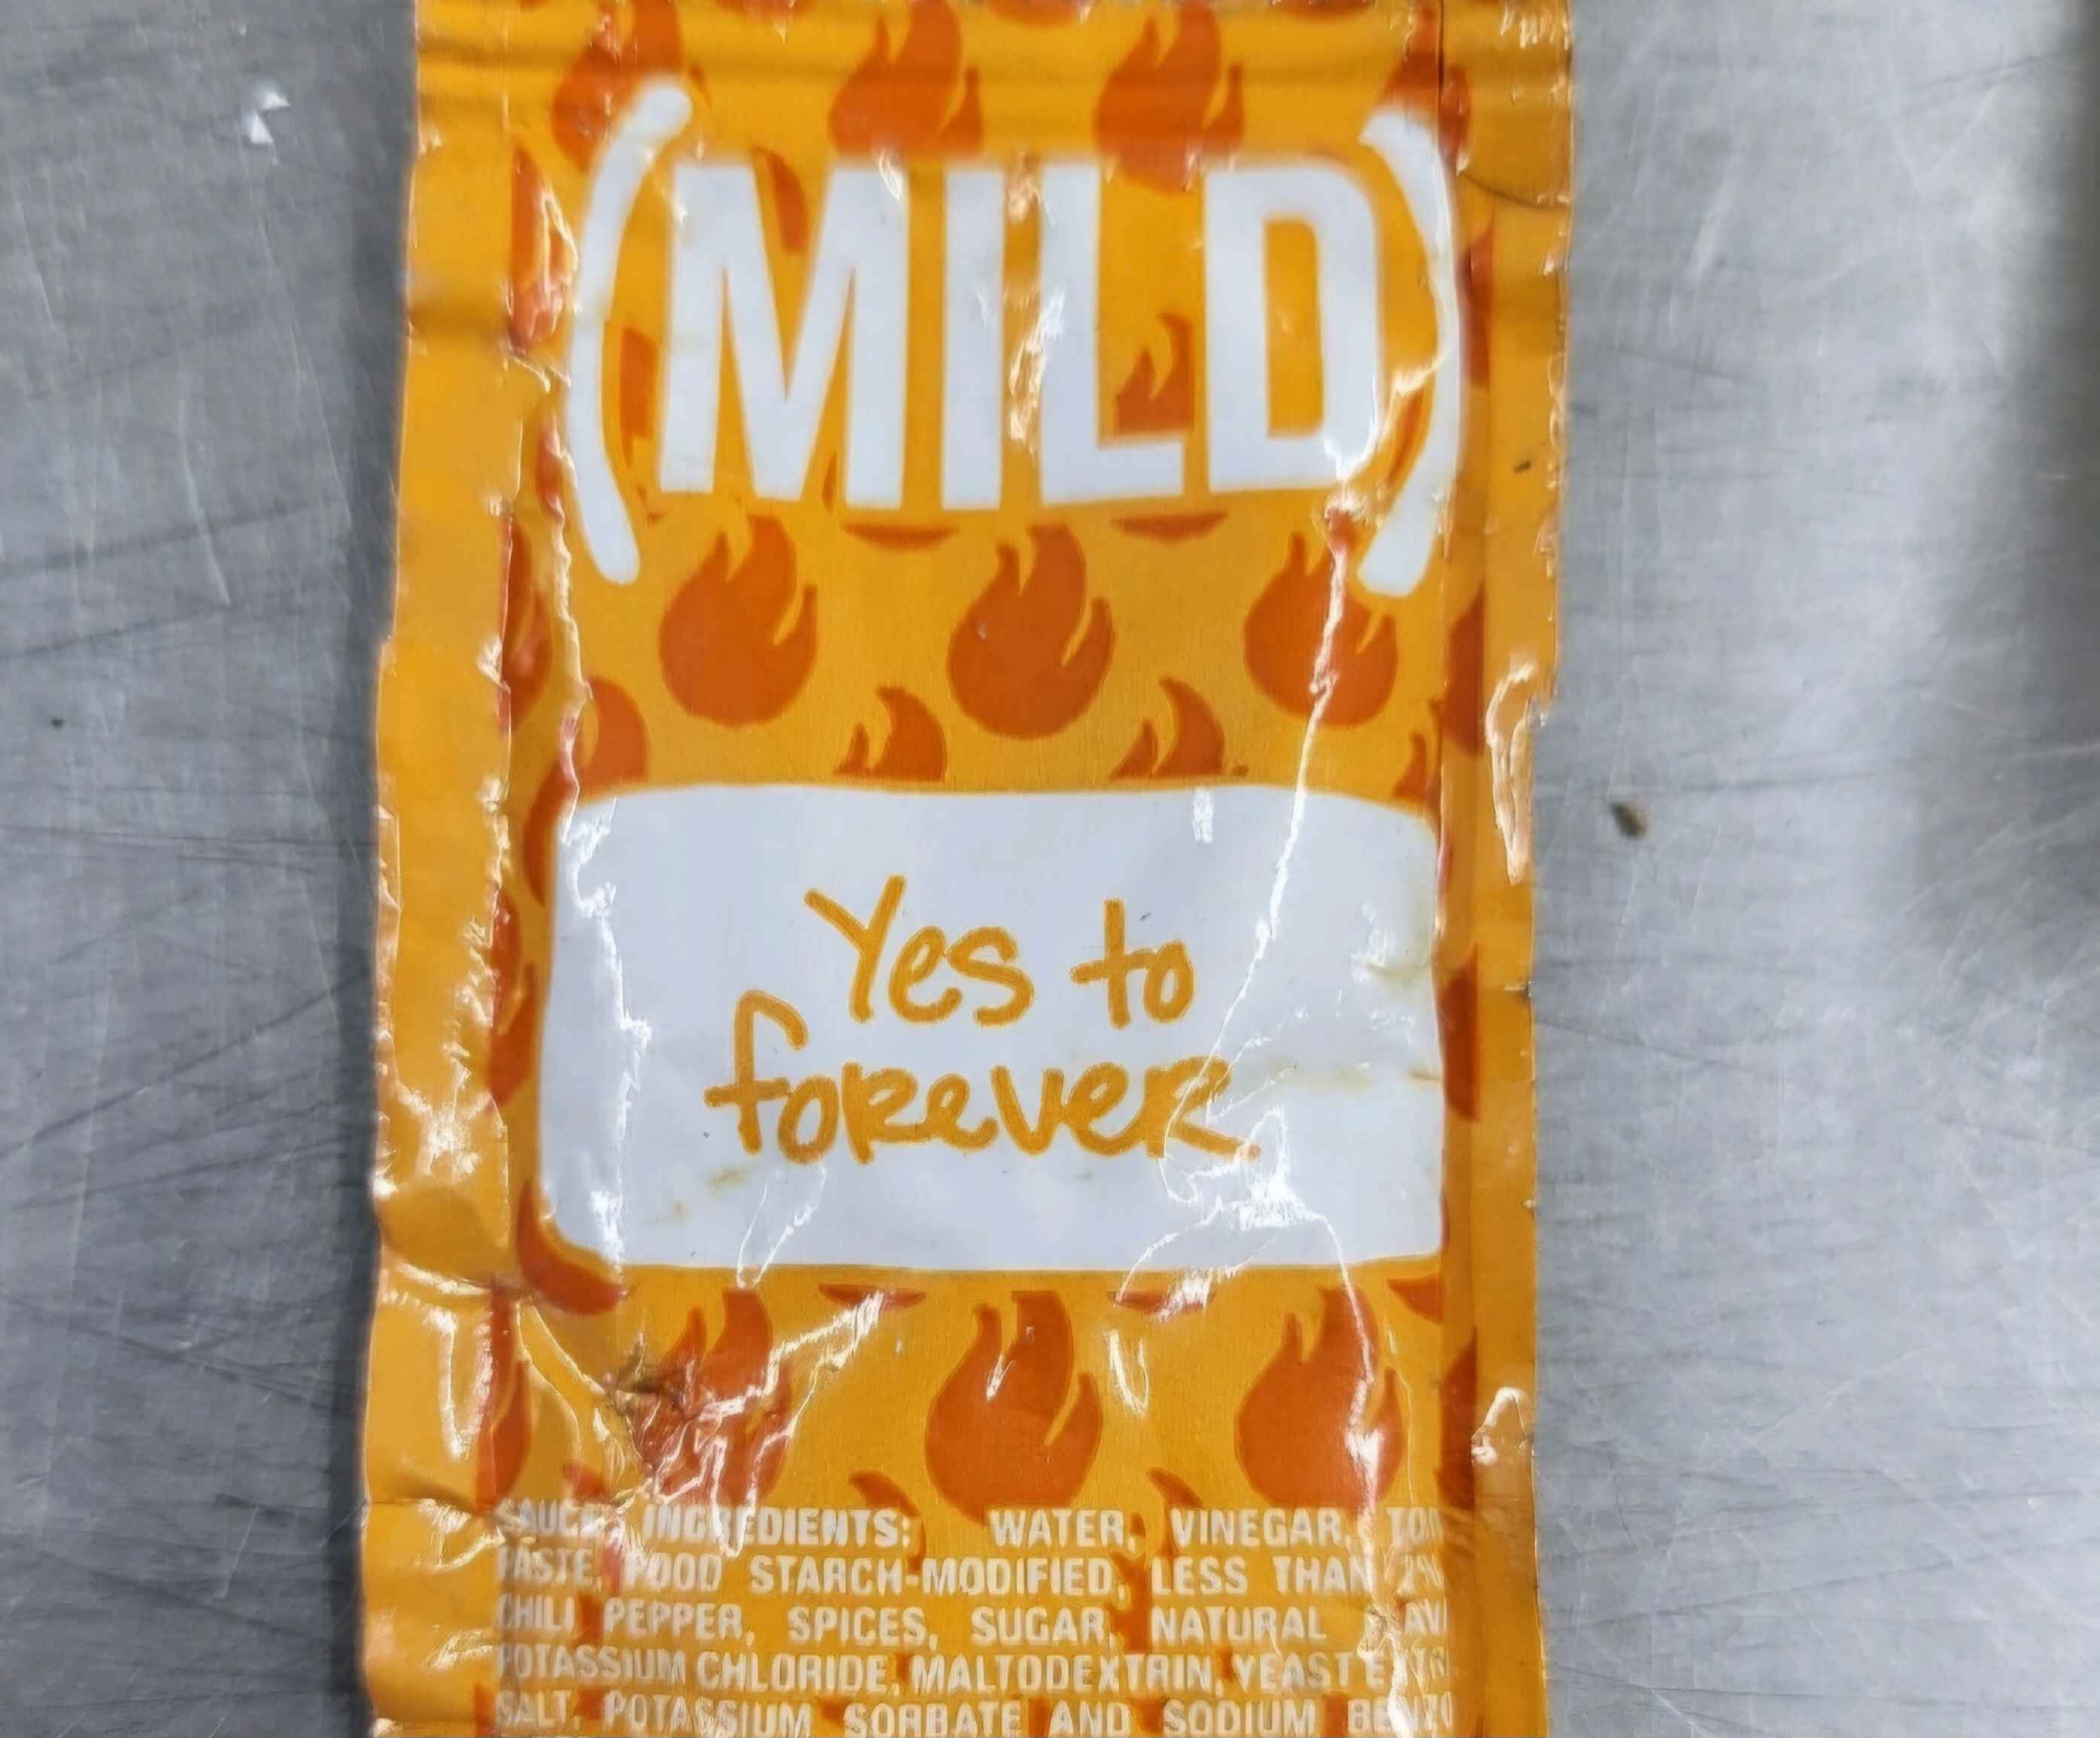 (MILD)
Yes to
forever.
SAUCE INGREDIENTS: WATER, VINEGAR,
PASTE, FOOD STARCH-MODIFIED, LESS THAN 2%
CHILI PEPPER, SPICES, SUGAR, NATURAL
POTASSIUM CHLORIDE, MALTODEXTRIN, YEAST
SALT, POTASSIUM SORBATE AND SODIUM